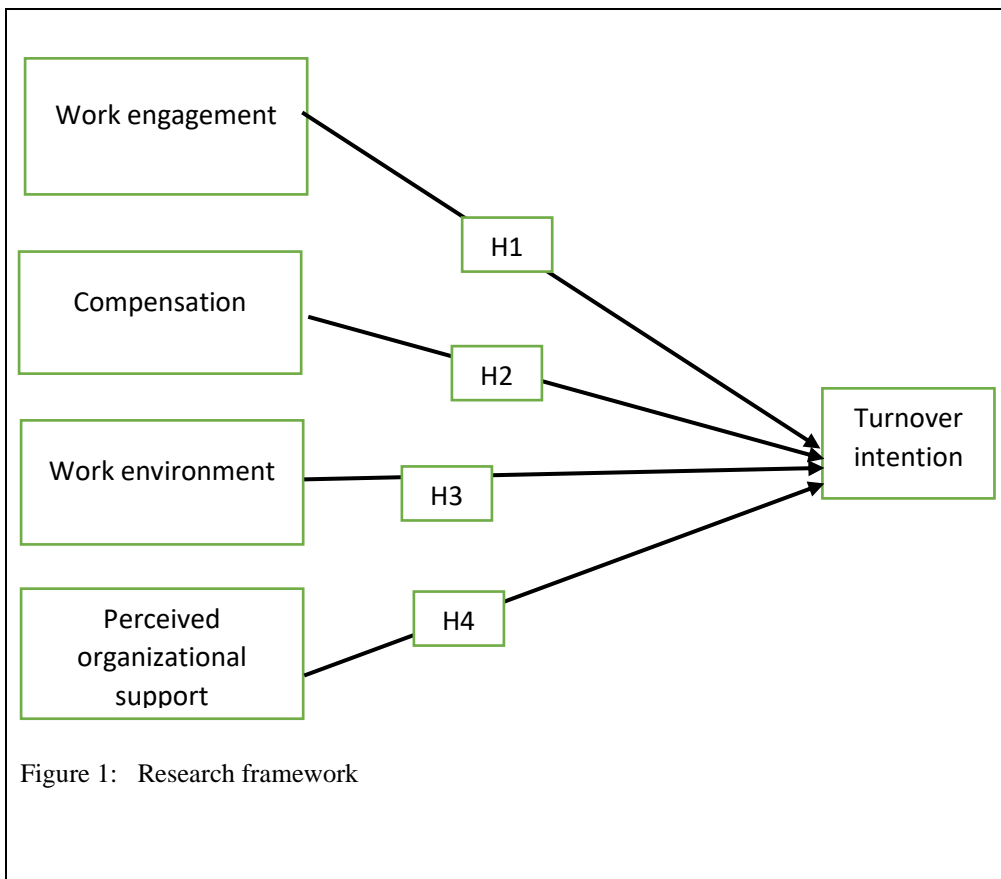 Work engagement
H1
Compensation
H2
Work environment
H3
Perceived
organizational
support
H4
Turnover
intention
Figure 1: Research framework